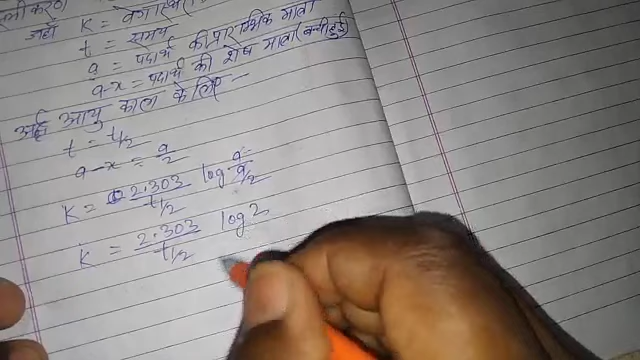 जहाँ K = वेग
t = समय
a = पदार्थ की प्रारम्भिक मात्रा
a-x = पदार्थ की शेष मात्रा (बची हुई)
अर्द्ध आयु काल के लिए -
t = t1/2
a-x = a/2
K = 2.303/t1/2 log a/a/2
K = 2.303/t1/2 log 2